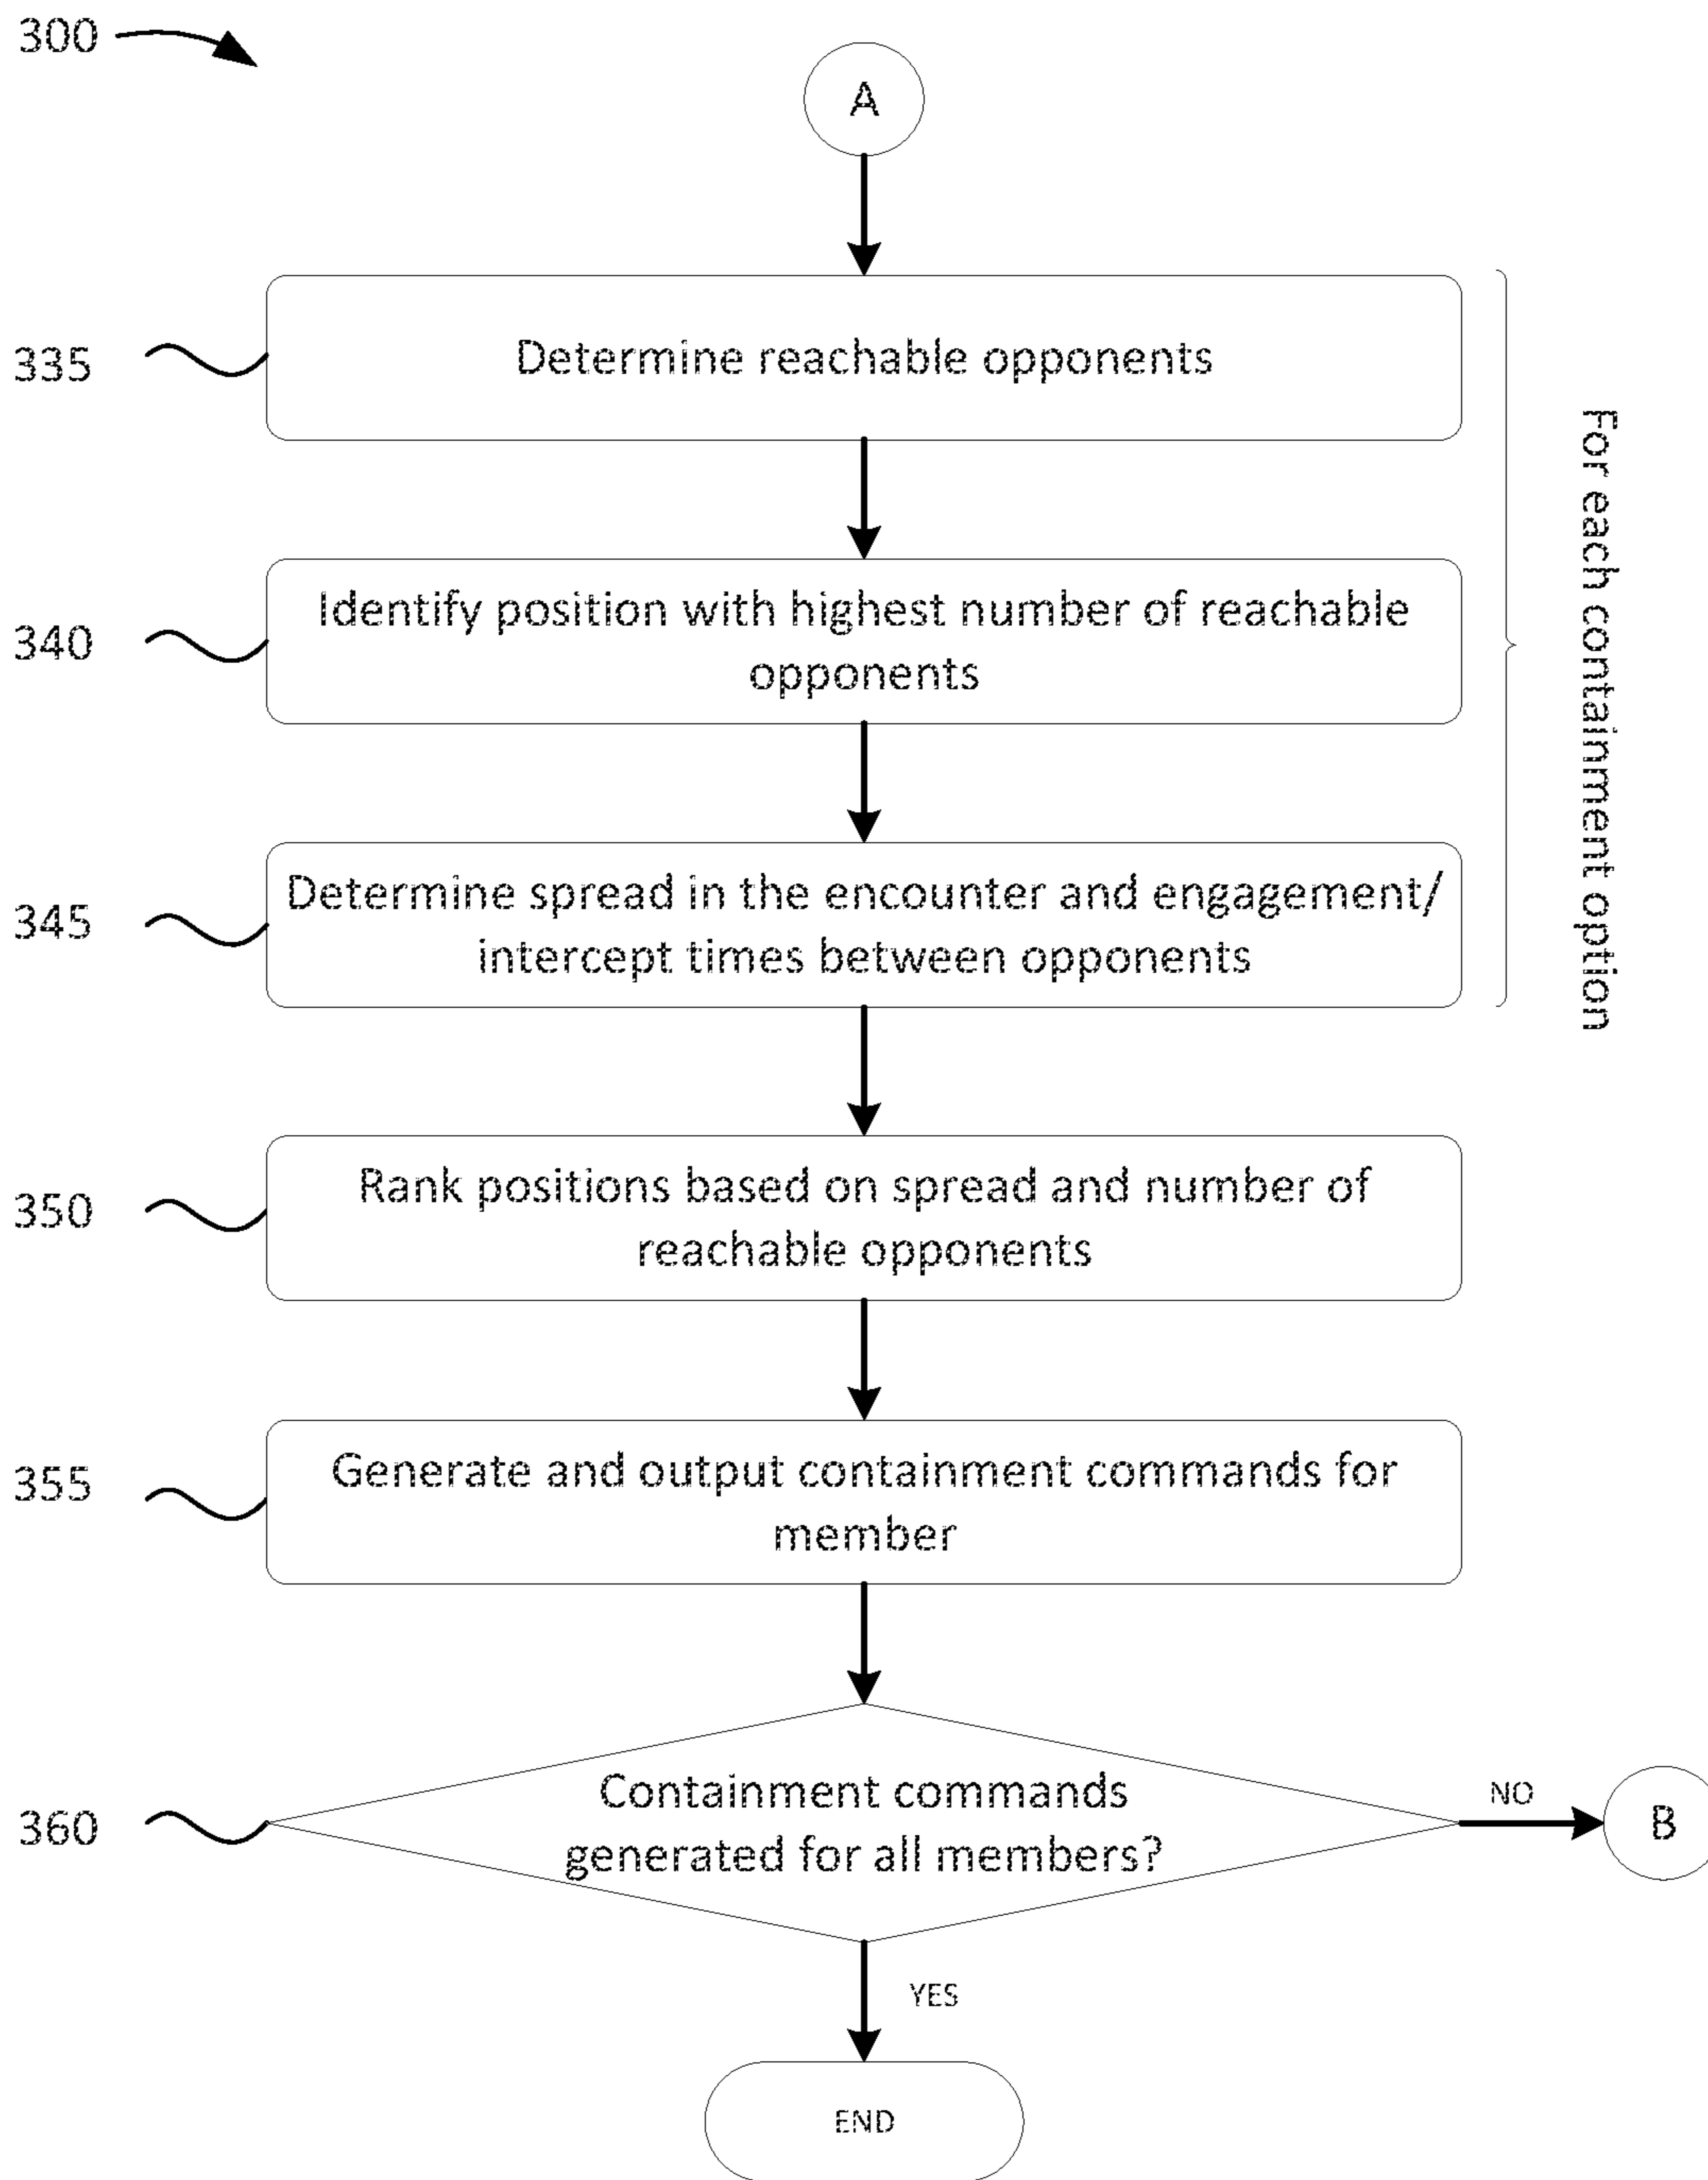 300
A
335
Determine reachable opponents
340
Identify position with highest number of reachable
opponents
345
Determine spread in the encounter and engagement/
intercept times between opponents
For each containment option
350
Rank positions based on spread and number of
reachable opponents
355
Generate and output containment commands for
member
360
Containment commands
generated for all members?
NO
B
YES
END